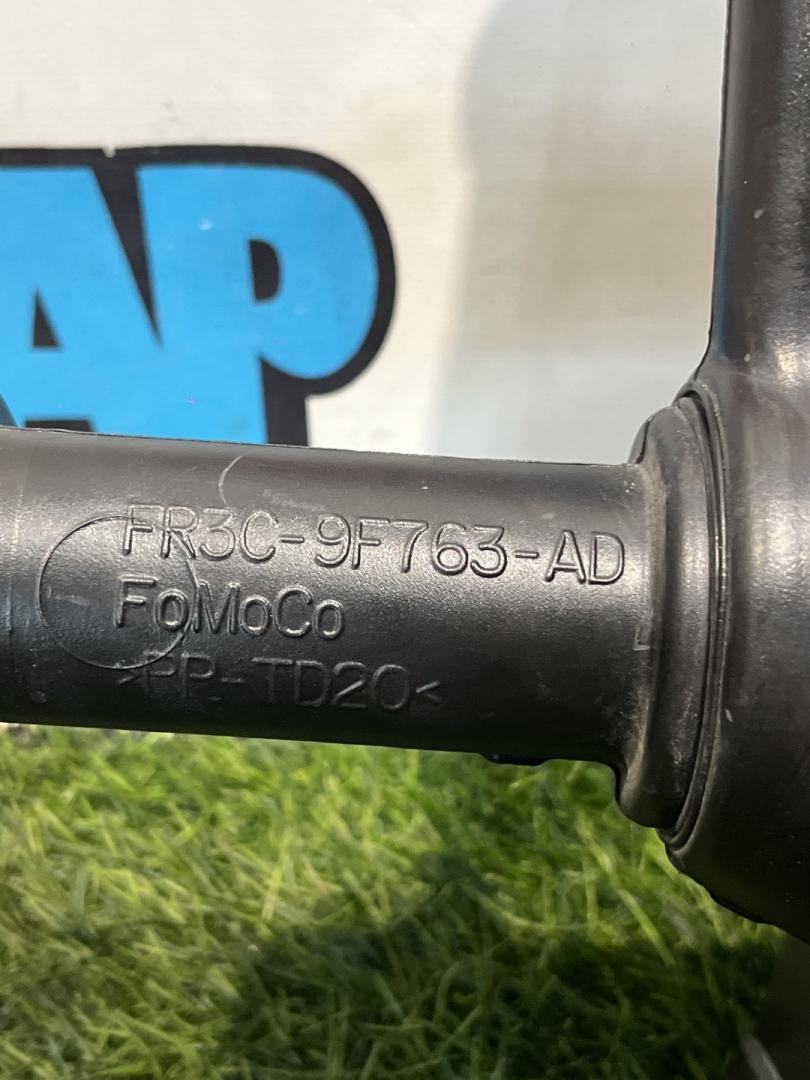 AP
FR3C-9F763-AD
FoMoCo
>PP-TD20<